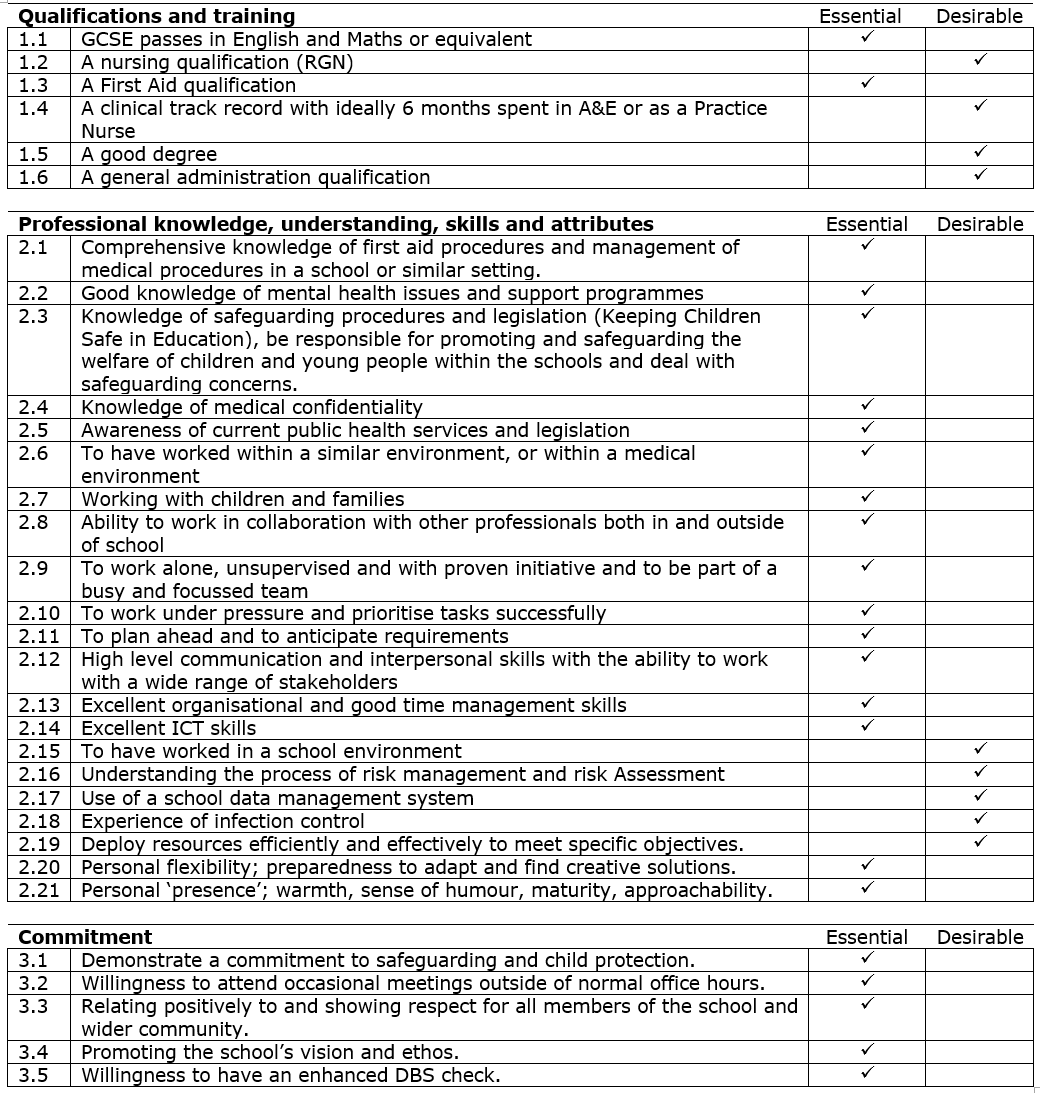 Qualifications and training Essential Desirable
1.1 GCSE passes in English and Maths or equivalent ✓
1.2 A nursing qualification (RGN) ✓
1.3 A First Aid qualification ✓
1.4 A clinical track record with ideally 6 months spent in A&E or as a Practice ✓
Nurse
1.5 A good degree ✓
1.6 A general administration qualification ✓
Professional knowledge, understanding, skills and attributes Essential Desirable
2.1 Comprehensive knowledge of first aid procedures and management of ✓
medical procedures in a school or similar setting.
2.2 Good knowledge of mental health issues and support programmes ✓
2.3 Knowledge of safeguarding procedures and legislation (Keeping Children ✓
Safe in Education), be responsible for promoting and safeguarding the
welfare of children and young people within the schools and deal with
safeguarding concerns.
2.4 Knowledge of medical confidentiality ✓
2.5 Awareness of current public health services and legislation ✓
2.6 To have worked within a similar environment, or within a medical ✓
environment
2.7 Working with children and families ✓
2.8 Ability to work in collaboration with other professionals both in and outside ✓
of school
2.9 To work alone, unsupervised and with proven initiative and to be part of a ✓
busy and focussed team
2.10 To work under pressure and prioritise tasks successfully ✓
2.11 To plan ahead and to anticipate requirements ✓
2.12 High level communication and interpersonal skills with the ability to work ✓
with a wide range of stakeholders
2.13 Excellent organisational and good time management skills ✓
2.14 Excellent ICT skills ✓
2.15 To have worked in a school environment ✓
2.16 Understanding the process of risk management and risk Assessment ✓
2.17 Use of a school data management system ✓
2.18 Experience of infection control ✓
2.19 Deploy resources efficiently and effectively to meet specific objectives. ✓
2.20 Personal flexibility; preparedness to adapt and find creative solutions. ✓
2.21 Personal ‘presence’; warmth, sense of humour, maturity, approachability. ✓
Commitment Essential Desirable
3.1 Demonstrate a commitment to safeguarding and child protection. ✓
3.2 Willingness to attend occasional meetings outside of normal office hours. ✓
3.3 Relating positively to and showing respect for all members of the school and ✓
wider community.
3.4 Promoting the school’s vision and ethos. ✓
3.5 Willingness to have an enhanced DBS check. ✓